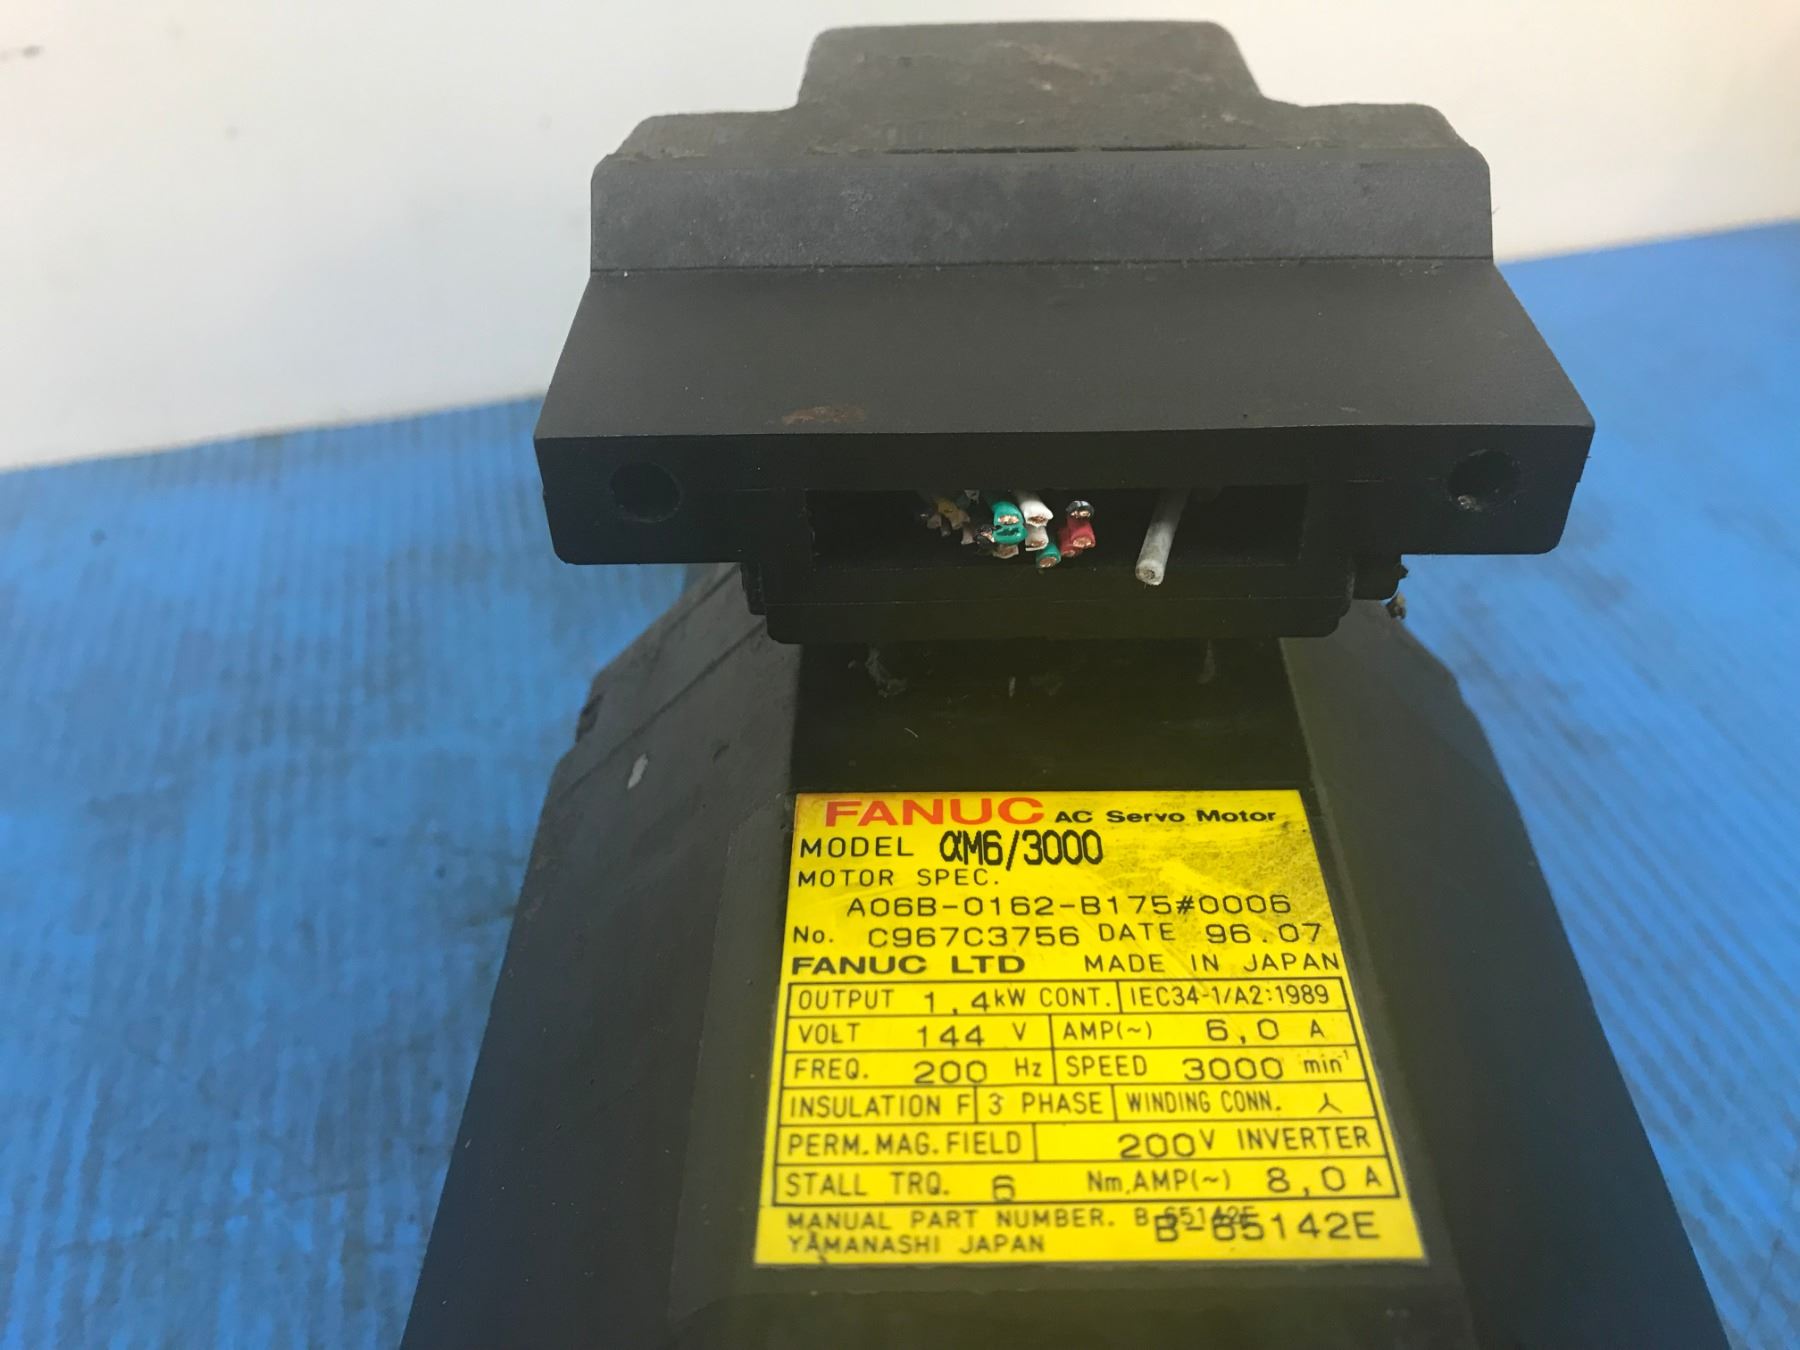 FANUC AC Servo Motor
MODEL αM6/3000
MOTOR SPEC.
A06B-0162-B175#0006
No. C967C3756 DATE 96.07
FANUC LTD MADE IN JAPAN
OUTPUT 1,4kW CONT. IEC34-1/A2:1989
VOLT 144 V AMP(~) 6,0 A
FREQ. 200 Hz SPEED 3000 min-1
INSULATION F 3 PHASE WINDING CONN.
PERM.MAG.FIELD 200V INVERTER
STALL TRQ. 6 Nm,AMP(~) 8,0 A
MANUAL PART NUMBER. B-65142E B-65142E
YAMANASHI JAPAN